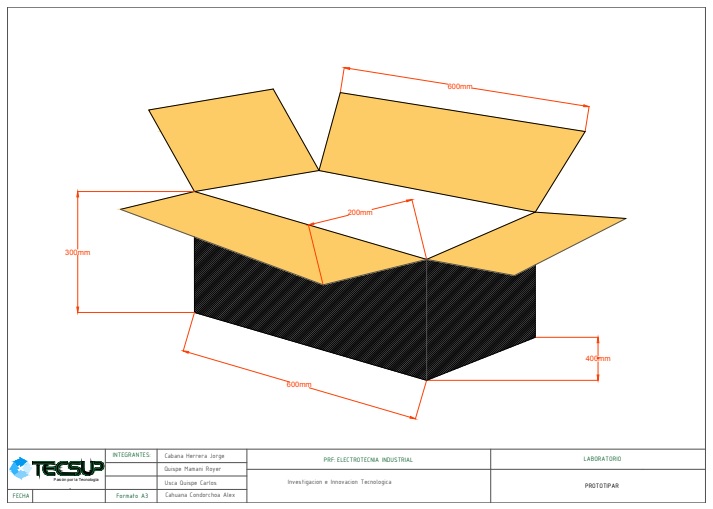 600mm
200mm
300mm
400mm
600mm
TECSUP
Pasión por la Tecnología
INTEGRANTES:
Cabana Herrera Jorge
Quispe Mamani Royer
Usca Quispe Carlos
Cahuana Condorchoa Alex
FECHA
Formato A3
PRF:ELECTROTECNIA INDUSTRIAL
Investigacion e Innovacion Tecnologica
LABORATORIO
PROTOTIPAR